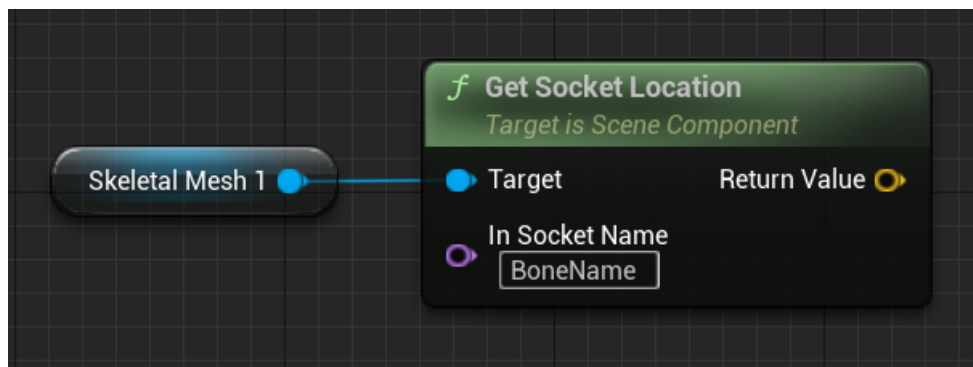 Get Socket Location
Target is Scene Component
Skeletal Mesh 1
Target
Return Value
In Socket Name
BoneName